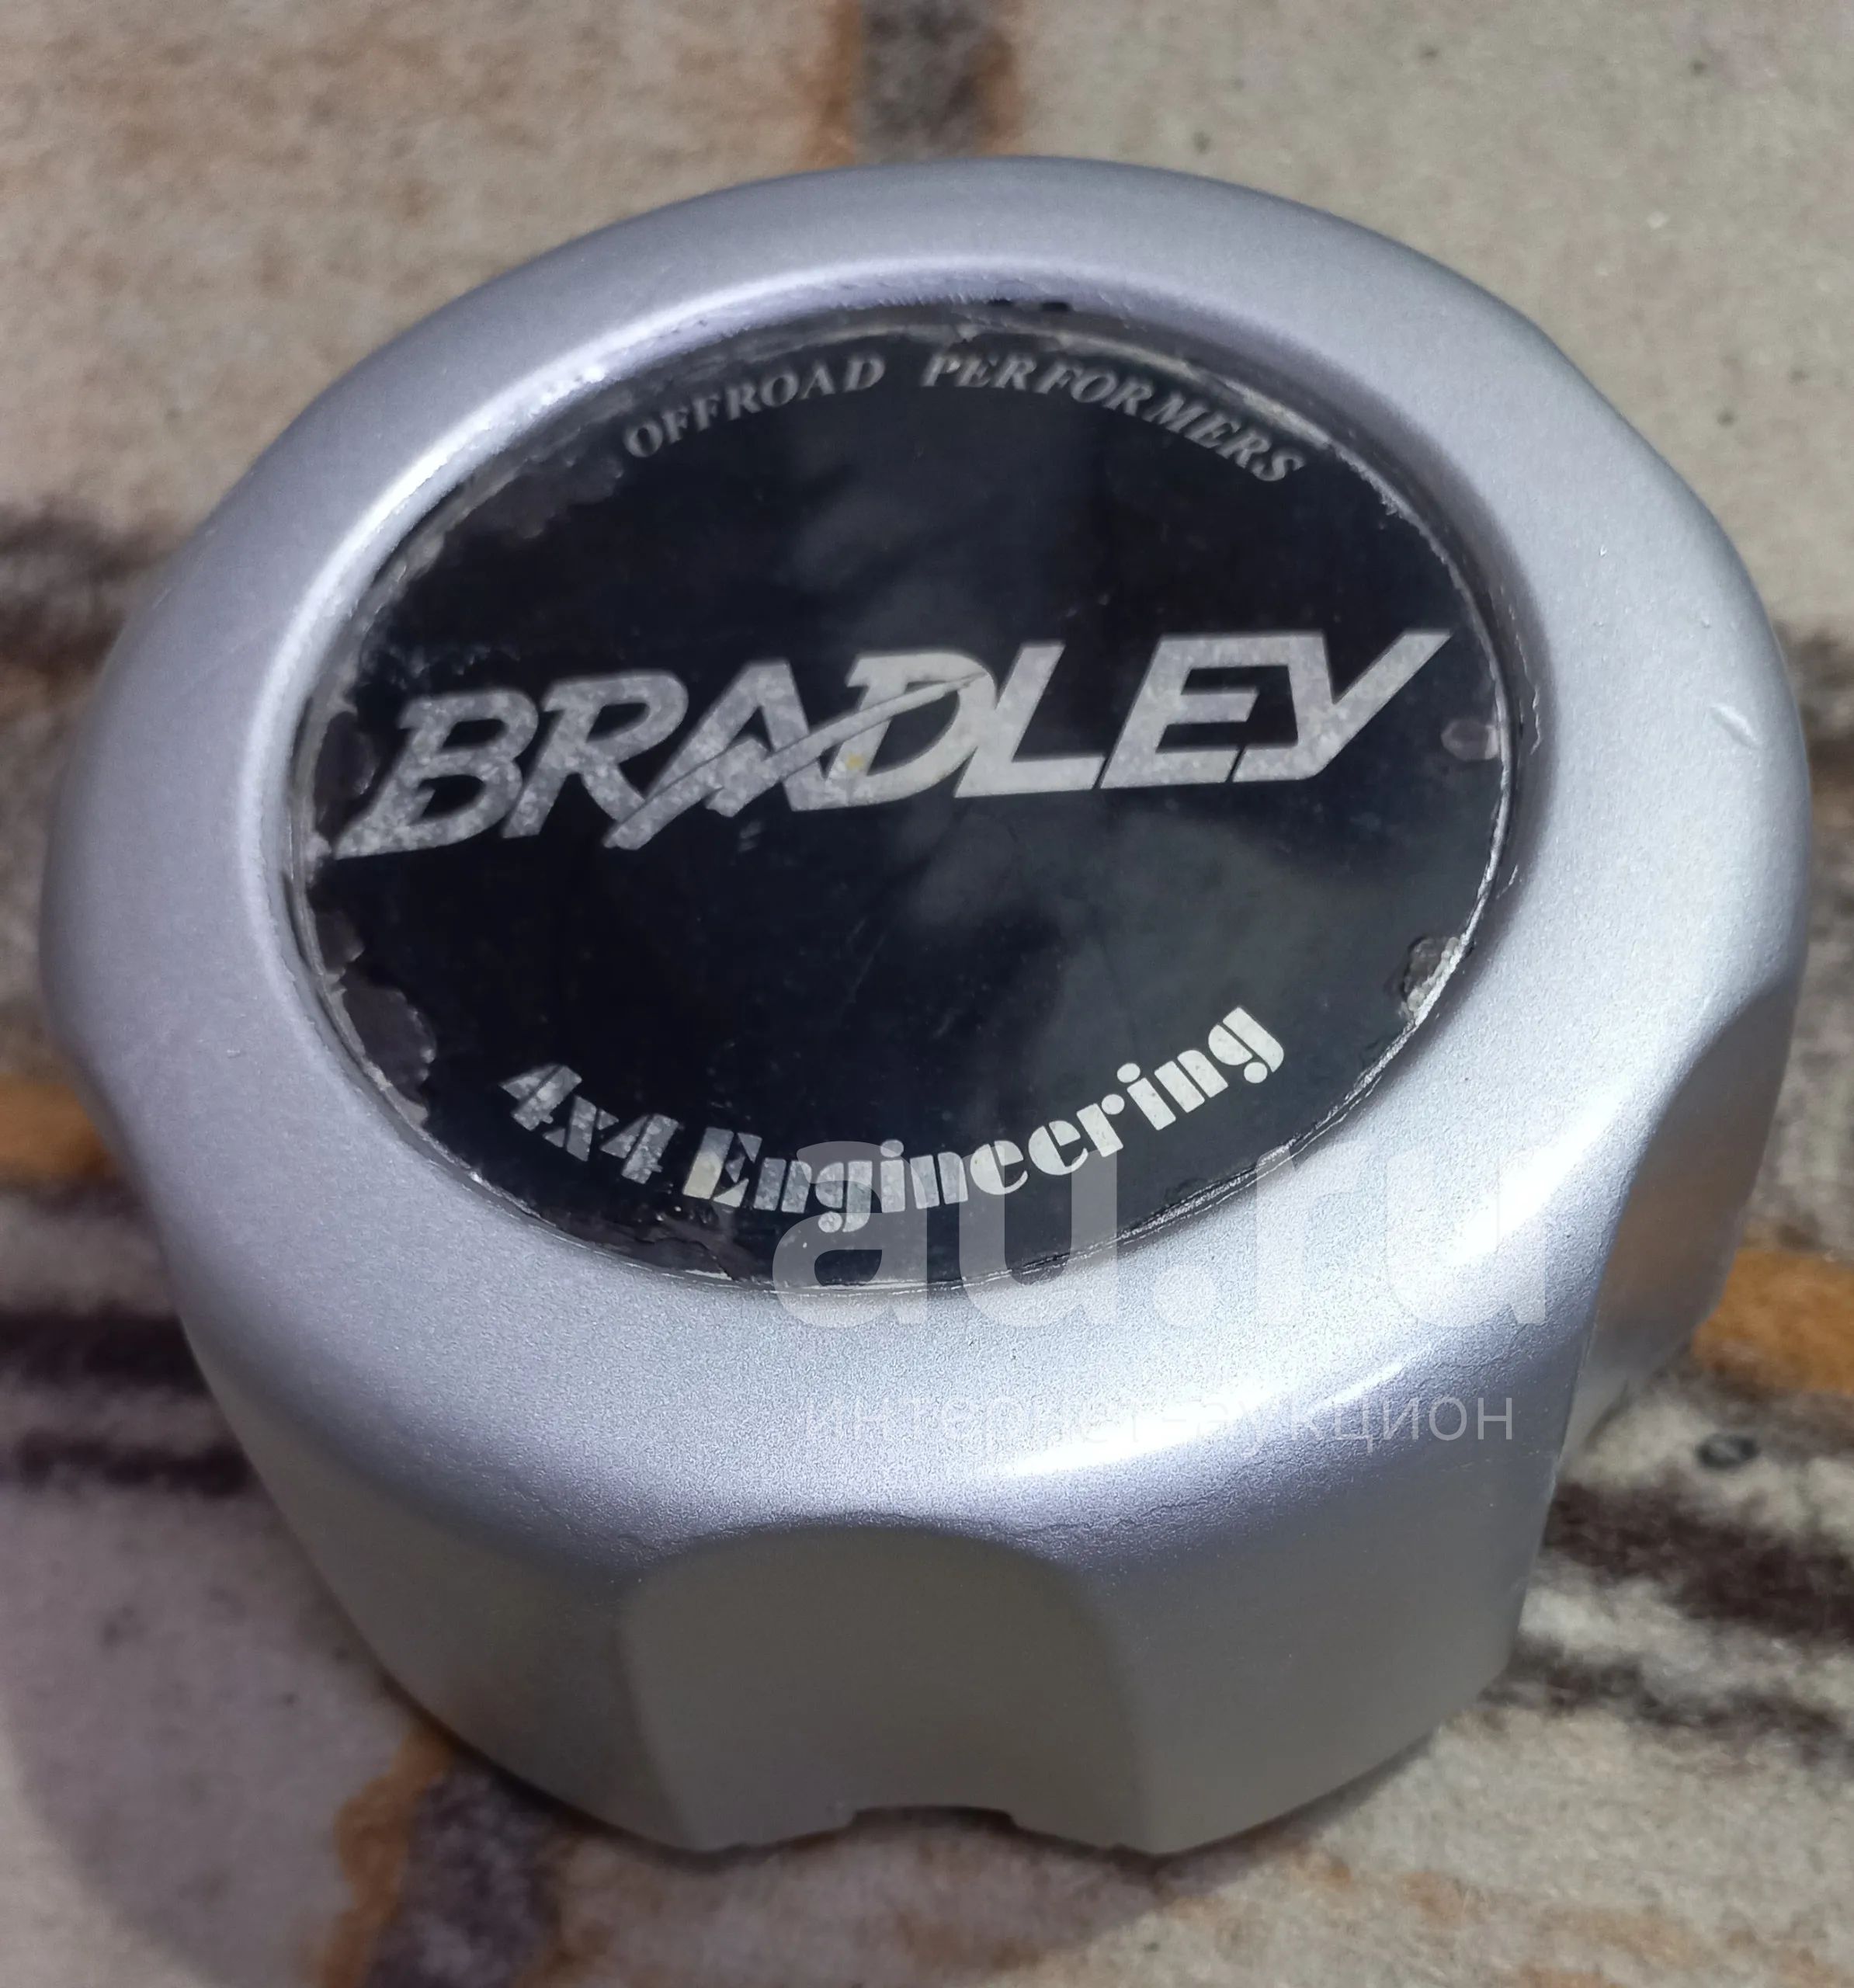 OFFROAD PERFORMERS
BRADLEY
4x4 Engineering
au.ru
интернет-аукцион